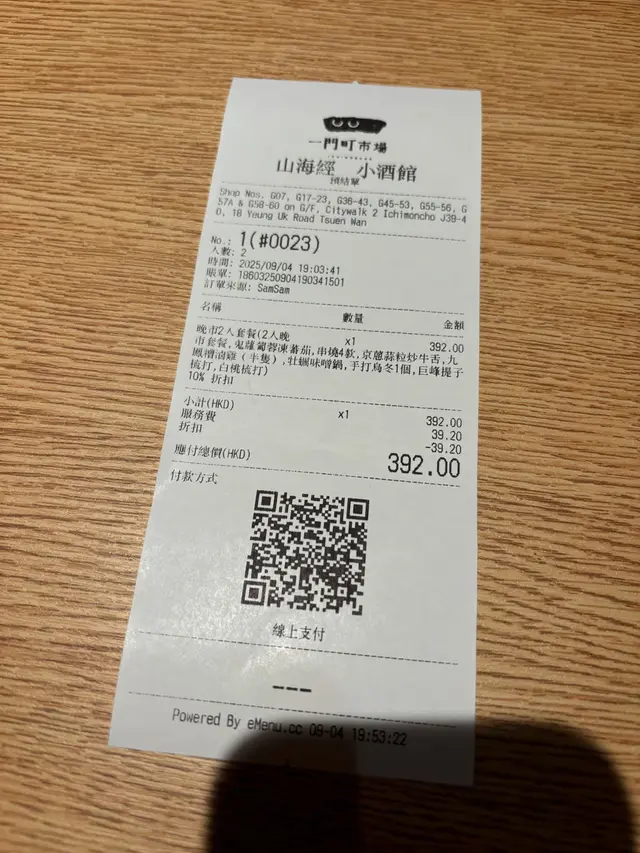 一門町市場
山海經 小酒館
預結單
Shop Nos. G07, G17-23, G36-43, G45-53, G55-56, G
57A & G58-60 on G/F, Citywalk 2 Ichimoncho J39-4
0, 18 Yeung Uk Road Tsuen Wan
No.: 1(#0023)
人數: 2
時間: 2025/09/04 19:03:41
賬單: 18603250904190341501
訂單來源: SamSam
名稱 數量 金額
晚市2人套餐(2人晚 x1 392.00
市套餐,鬼蘿葡蓉凍蕃茄,串燒4款,京蔥蒜粒炒牛舌,九
鳳糟滷雞（半隻）,牡蠣味噌鍋,手打烏冬1個,巨峰提子
梳打,白桃梳打)
10% 折扣
小計(HKD) x1 392.00
服務費 39.20
折扣 -39.20
應付總價(HKD) 392.00
付款方式
線上支付
---
Powered By eMenu.cc 09-04 19:53:22